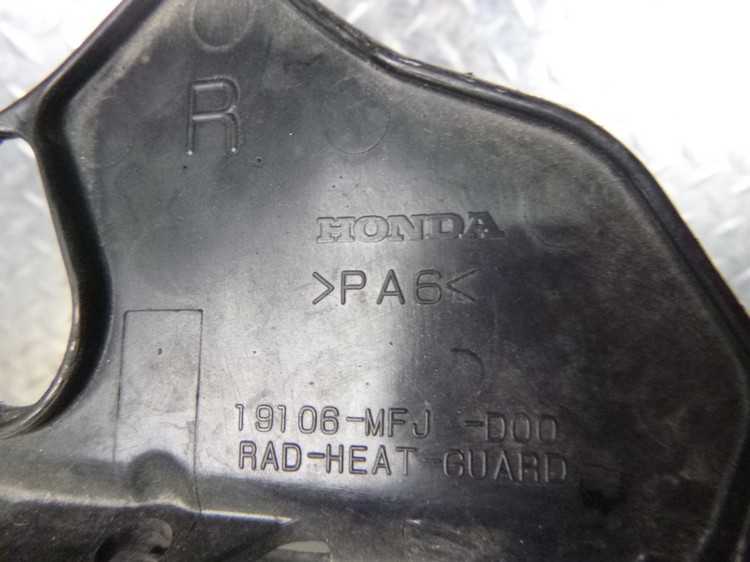 R
HONDA
>PA6<
19106-MFJ -D00
RAD-HEAT-GUARD